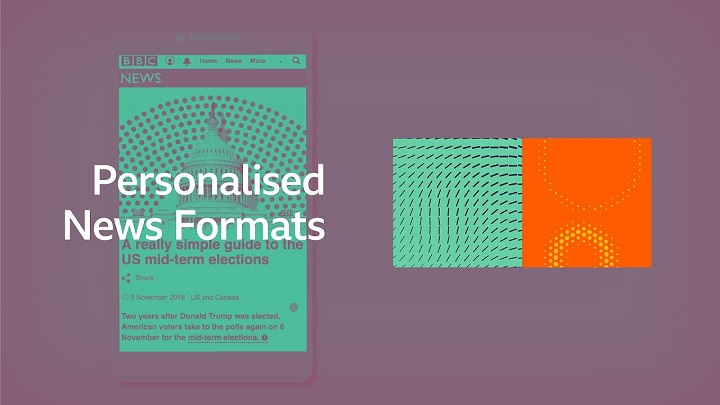 BBC Home News More
NEWS
Personalised
News Formats
A really simple guide to the
US mid-term elections
Share
5 November 2018 US and Canada
Two years after Donald Trump was elected,
American voters take to the polls again on 6
November for the mid-term elections.